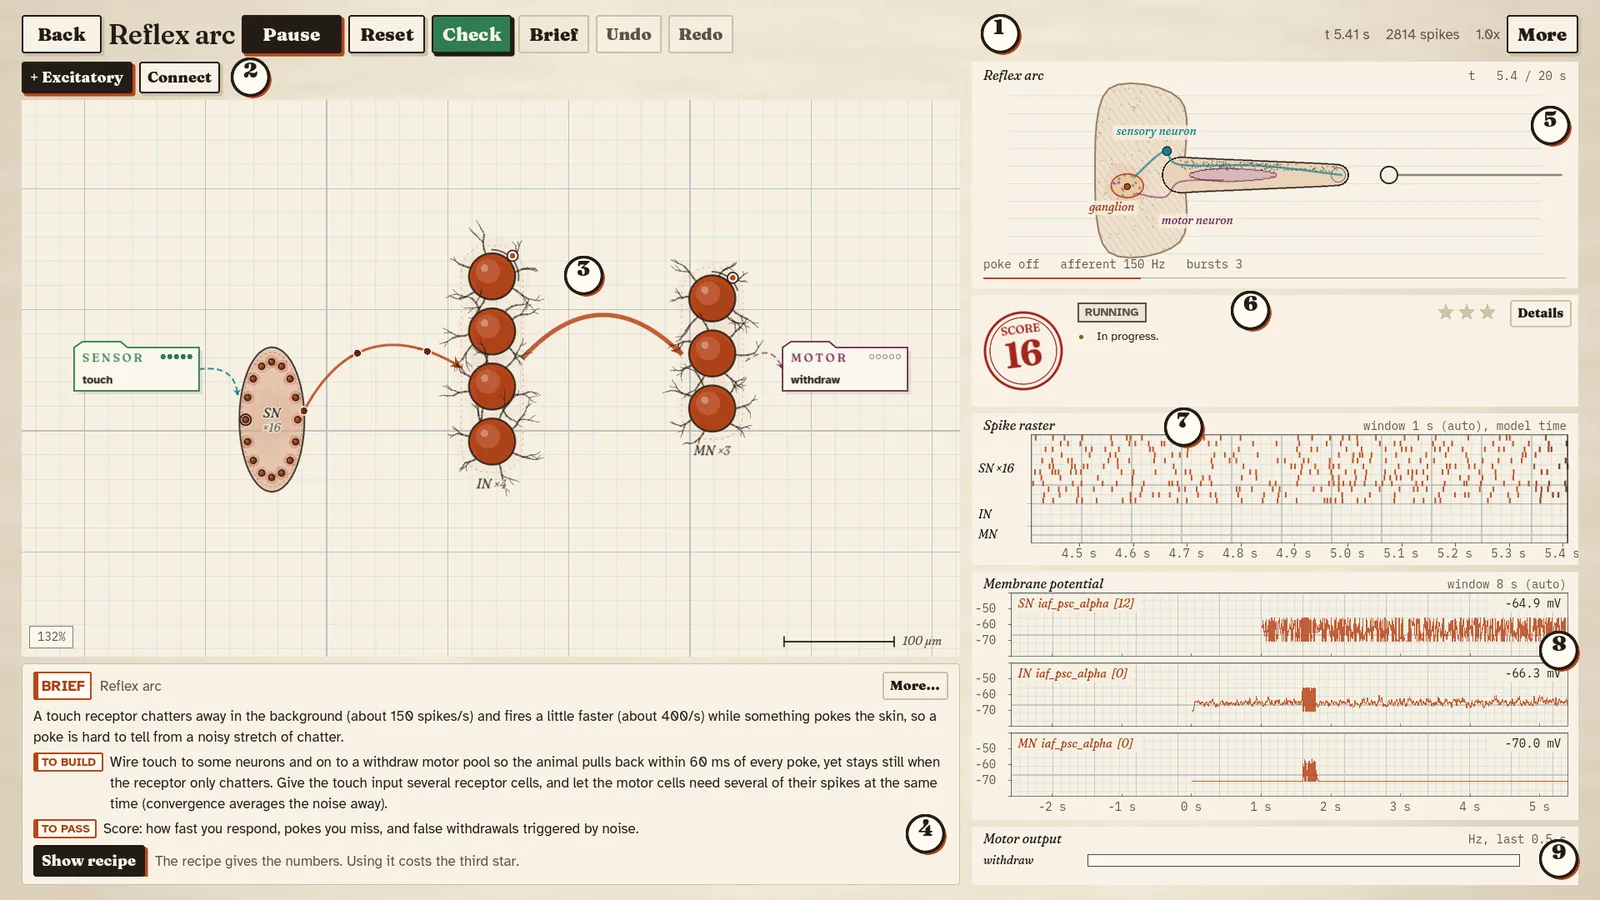 Back
Reflex arc
Pause
Reset
Check
Brief
Undo
Redo
1
t 5.41 s 2814 spikes 1.0x
More
+ Excitatory
Connect
2
SENSOR
touch
SN
×16
IN ×4
3
MN ×3
MOTOR
withdraw
132%
100 µm
BRIEF Reflex arc
More...
A touch receptor chatters away in the background (about 150 spikes/s) and fires a little faster (about 400/s) while something pokes the skin, so a
poke is hard to tell from a noisy stretch of chatter.
TO BUILD Wire touch to some neurons and on to a withdraw motor pool so the animal pulls back within 60 ms of every poke, yet stays still when
the receptor only chatters. Give the touch input several receptor cells, and let the motor cells need several of their spikes at the same
time (convergence averages the noise away).
TO PASS Score: how fast you respond, pokes you miss, and false withdrawals triggered by noise.
4
Show recipe The recipe gives the numbers. Using it costs the third star.
Reflex arc
t 5.4 / 20 s
5
sensory neuron
ganglion
motor neuron
poke off afferent 150 Hz bursts 3
SCORE
16
RUNNING
In progress.
6
Details
Spike raster
7
window 1 s (auto), model time
SN ×16
IN
MN
4.5 s 4.6 s 4.7 s 4.8 s 4.9 s 5.0 s 5.1 s 5.2 s 5.3 s 5.4 s
Membrane potential
window 8 s (auto)
-50
-60
-70
SN iaf_psc_alpha [12]
-64.9 mV
8
-50
-60
-70
IN iaf_psc_alpha [0]
-66.3 mV
-50
-60
-70
MN iaf_psc_alpha [0]
-70.0 mV
-2 s -1 s 0 s 1 s 2 s 3 s 4 s 5 s
Motor output
Hz, last 0.5 s
withdraw
9